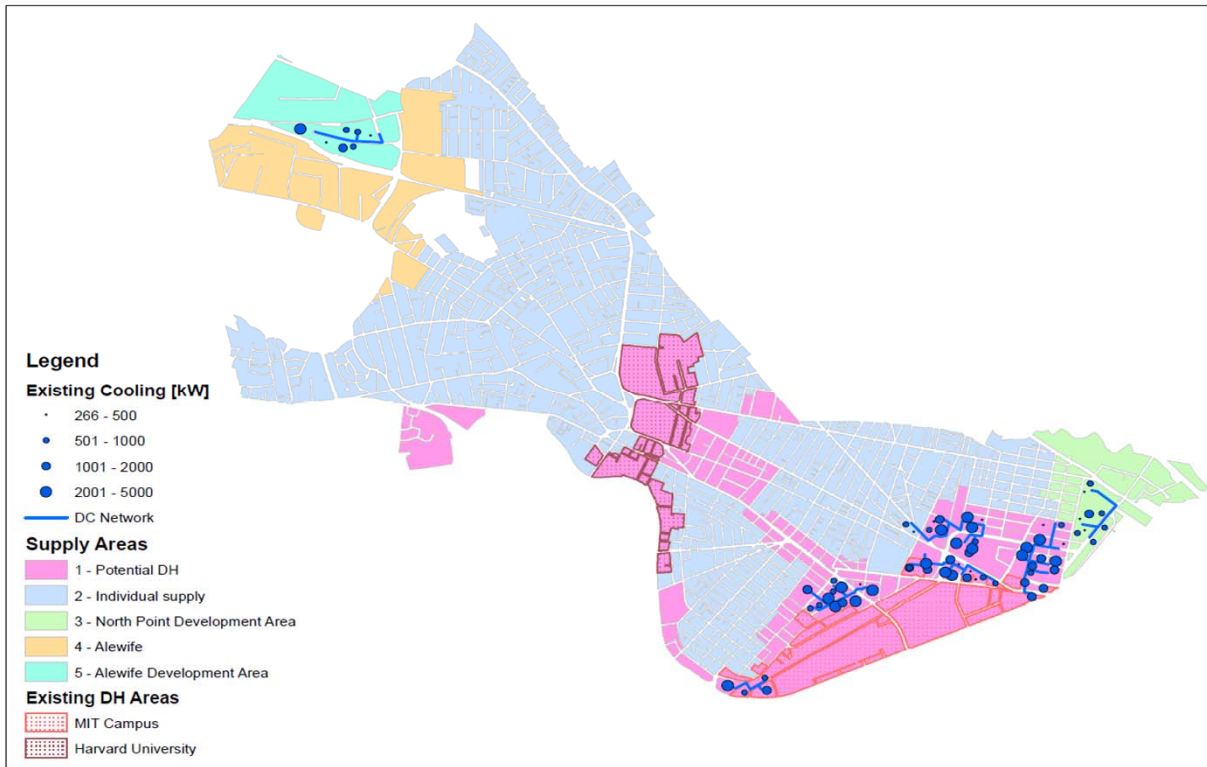 Legend
Existing Cooling [kW]
266 - 500
501 - 1000
1001 - 2000
2001 - 5000
DC Network
Supply Areas
1 - Potential DH
2 - Individual supply
3 - North Point Development Area
4 - Alewife
5 - Alewife Development Area
Existing DH Areas
MIT Campus
Harvard University